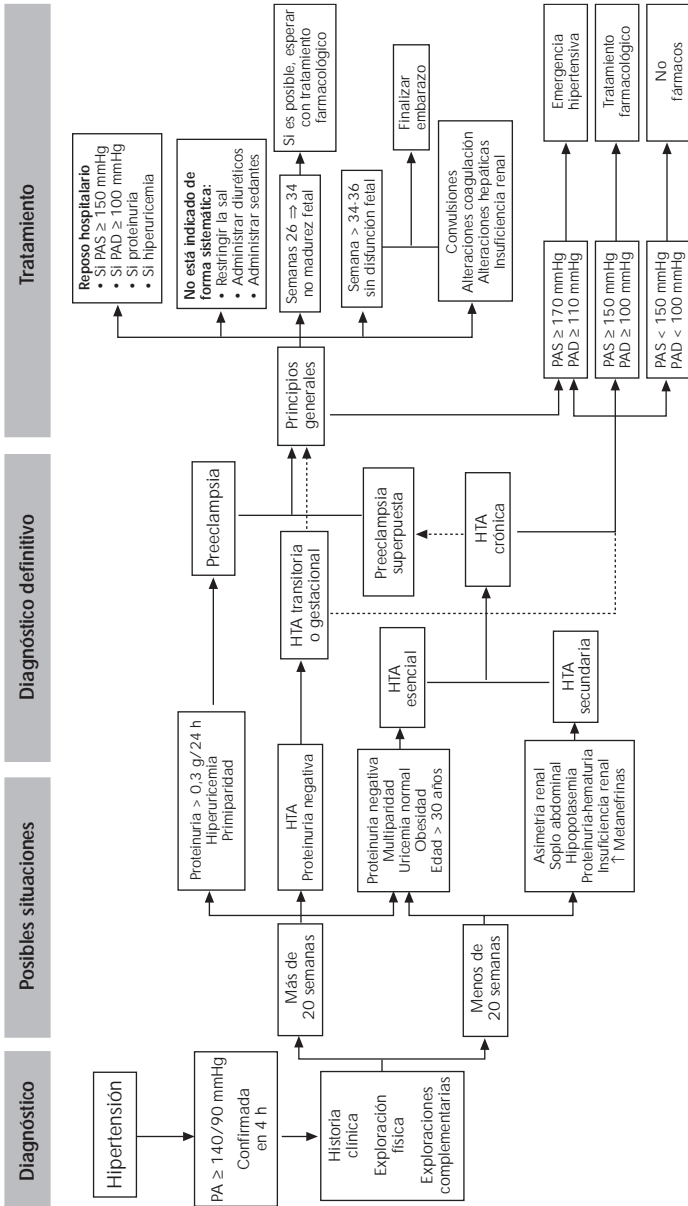 Diagnóstico
Posibles situaciones
Diagnóstico definitivo
Tratamiento
Hipertensión
PA ≥ 140/90 mmHg
Confirmada
en 4 h
Historia
clínica
Exploración
física
Exploraciones
complementarias
Más de
20 semanas
Menos de
20 semanas
Proteinuria > 0,3 g/24 h
Hiperuricemia
Primiparidad
HTA
Proteinuria negativa
Proteinuria negativa
Multiparidad
Uricemia normal
Obesidad
Edad > 30 años
Asimetría renal
Soplo abdominal
Hipopotasemia
Proteinuria-hematuria
Insuficiencia renal
↑ Metanefrinas
Preeclampsia
HTA transitoria
o gestacional
HTA
esencial
HTA
secundaria
Preeclampsia
superpuesta
HTA
crónica
Principios
generales
Reposo hospitalario
• Si PAS ≥ 150 mmHg
• Si PAD ≥ 100 mmHg
• Si proteinuria
• Si hiperuricemia
No está indicado de
forma sistemática:
• Restringir la sal
• Administrar diuréticos
• Administrar sedantes
Semanas 26 ⇒ 34
no madurez fetal
Si es posible, esperar
con tratamiento
farmacológico
Semana > 34-36
sin disfunción fetal
Finalizar
embarazo
Convulsiones
Alteraciones coagulación
Alteraciones hepáticas
Insuficiencia renal
PAS ≥ 170 mmHg
PAD ≥ 110 mmHg
Emergencia
hipertensiva
PAS ≥ 150 mmHg
PAD ≥ 100 mmHg
Tratamiento
farmacológico
PAS < 150 mmHg
PAD < 100 mmHg
No
fármacos